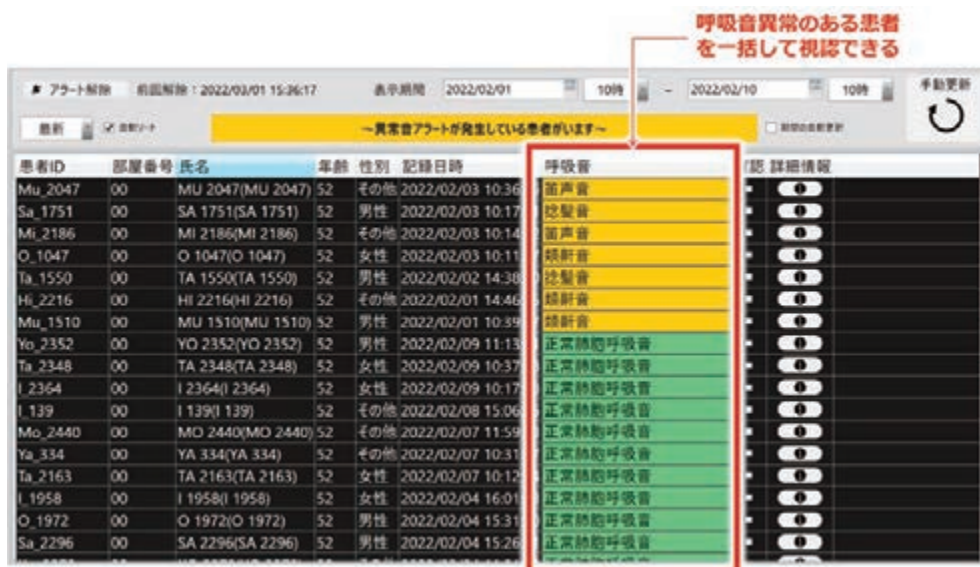 呼吸音異常のある患者
を一括して視認できる
アラート解除 前回解除：2022/03/01 15:36:17 表示期間 2022/02/01 10時 ～ 2022/02/10 10時 手動更新
最新 自動ソート ～異常音アラートが発生している患者がいます～ 期間の自動更新
患者ID 部屋番号 氏名 年齢 性別 記録日時 呼吸音 認 詳細情報
Mu_2047 00 MU 2047(MU 2047) 52 その他 2022/02/03 10:36 笛声音
Sa_1751 00 SA 1751(SA 1751) 52 男性 2022/02/03 10:17 捻髪音
Mi_2186 00 MI 2186(MI 2186) 52 その他 2022/02/03 10:14 笛声音
O_1047 00 O 1047(O 1047) 52 女性 2022/02/03 10:11 類鼾音
Ta_1550 00 TA 1550(TA 1550) 52 男性 2022/02/02 14:38 捻髪音
Hi_2216 00 HI 2216(HI 2216) 52 その他 2022/02/01 14:46 類鼾音
Mu_1510 00 MU 1510(MU 1510) 52 男性 2022/02/01 10:39 類鼾音
Yo_2352 00 YO 2352(YO 2352) 52 男性 2022/02/09 11:13 正常肺胞呼吸音
Ta_2348 00 TA 2348(TA 2348) 52 女性 2022/02/09 10:37 正常肺胞呼吸音
I_2364 00 I 2364(I 2364) 52 女性 2022/02/09 10:17 正常肺胞呼吸音
I_139 00 I 139(I 139) 52 その他 2022/02/08 15:06 正常肺胞呼吸音
Mo_2440 00 MO 2440(MO 2440) 52 その他 2022/02/07 11:59 正常肺胞呼吸音
Ya_334 00 YA 334(YA 334) 52 その他 2022/02/07 10:31 正常肺胞呼吸音
Ta_2163 00 TA 2163(TA 2163) 52 女性 2022/02/07 10:12 正常肺胞呼吸音
I_1958 00 I 1958(I 1958) 52 女性 2022/02/04 16:01 正常肺胞呼吸音
O_1972 00 O 1972(O 1972) 52 男性 2022/02/04 15:31 正常肺胞呼吸音
Sa_2296 00 SA 2296(SA 2296) 52 男性 2022/02/04 15:26 正常肺胞呼吸音